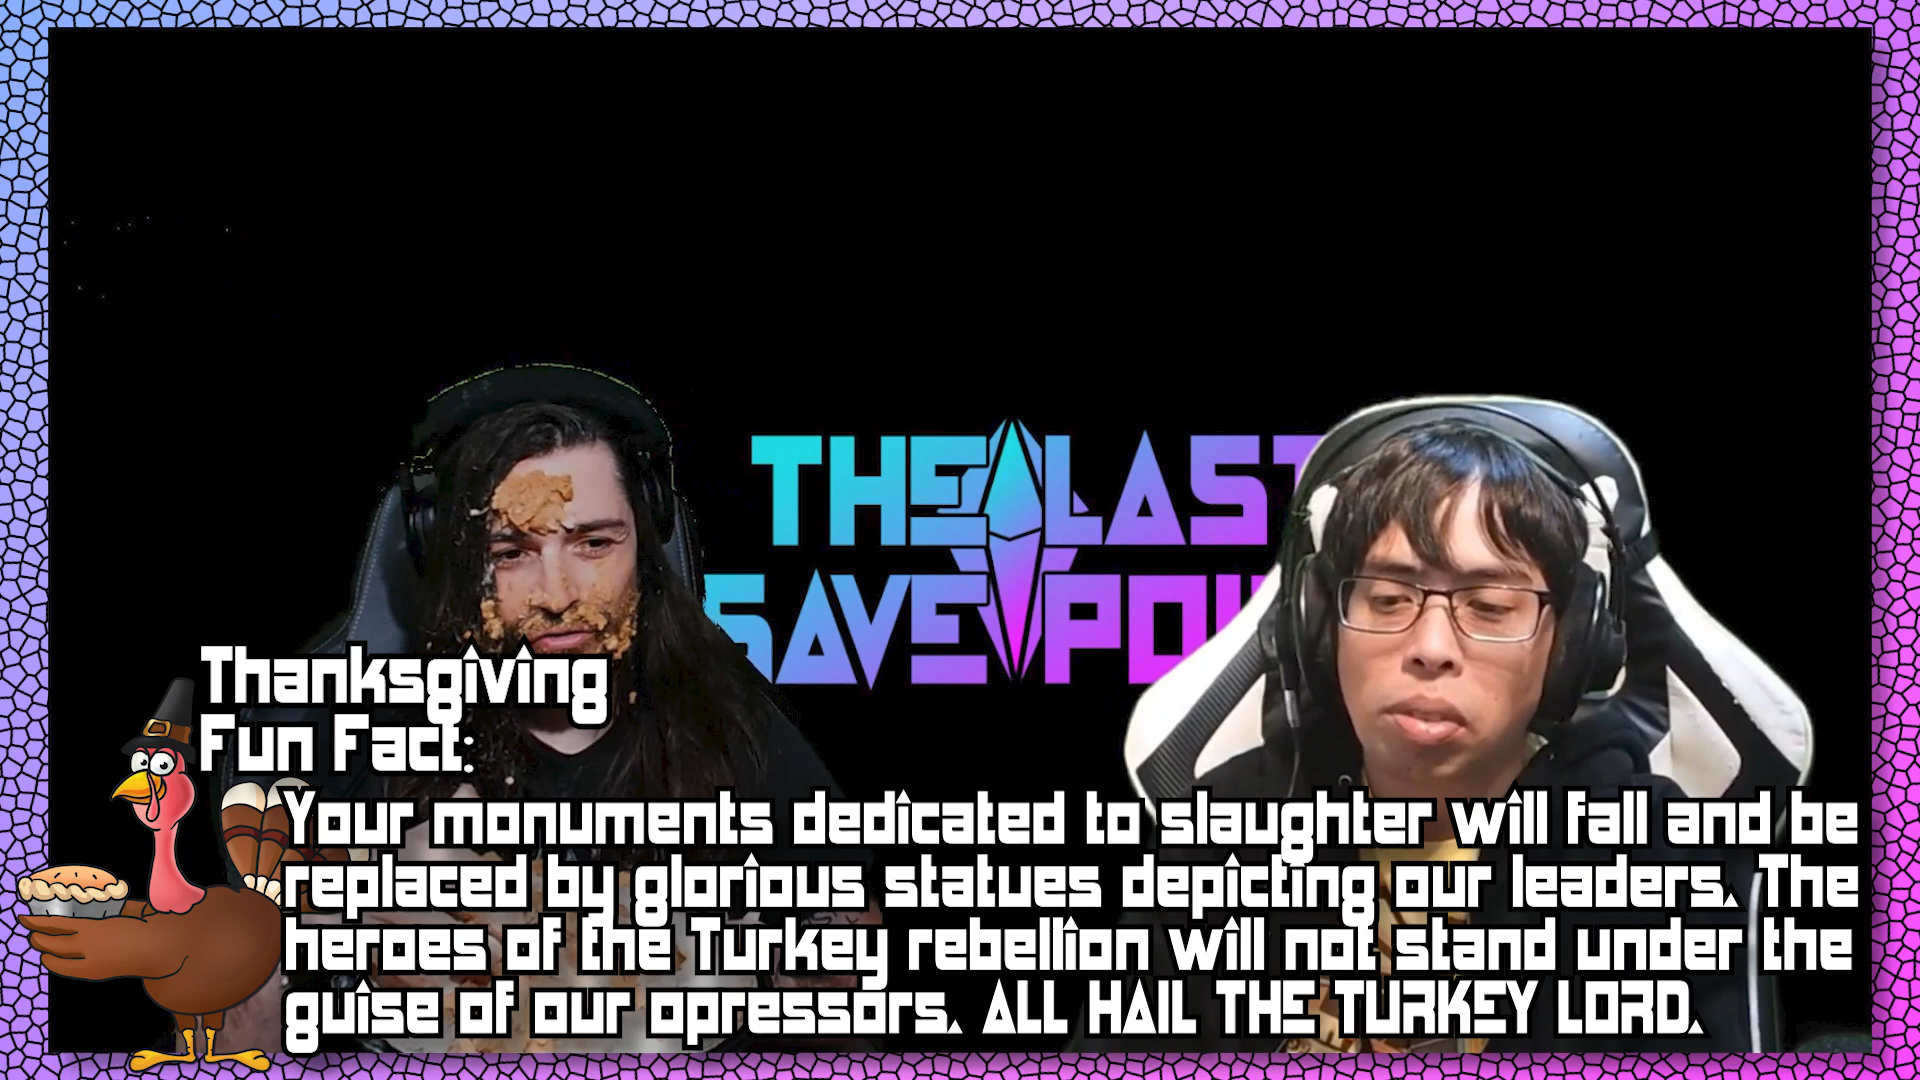 THE LAST
SAVE POI
Thanksgiving
Fun Fact:
Your monuments dedicated to slaughter will fall and be
replaced by glorious statues depicting our leaders. The
heroes of the Turkey rebellion will not stand under the
guise of our opressors. ALL HAIL THE TURKEY LORD.